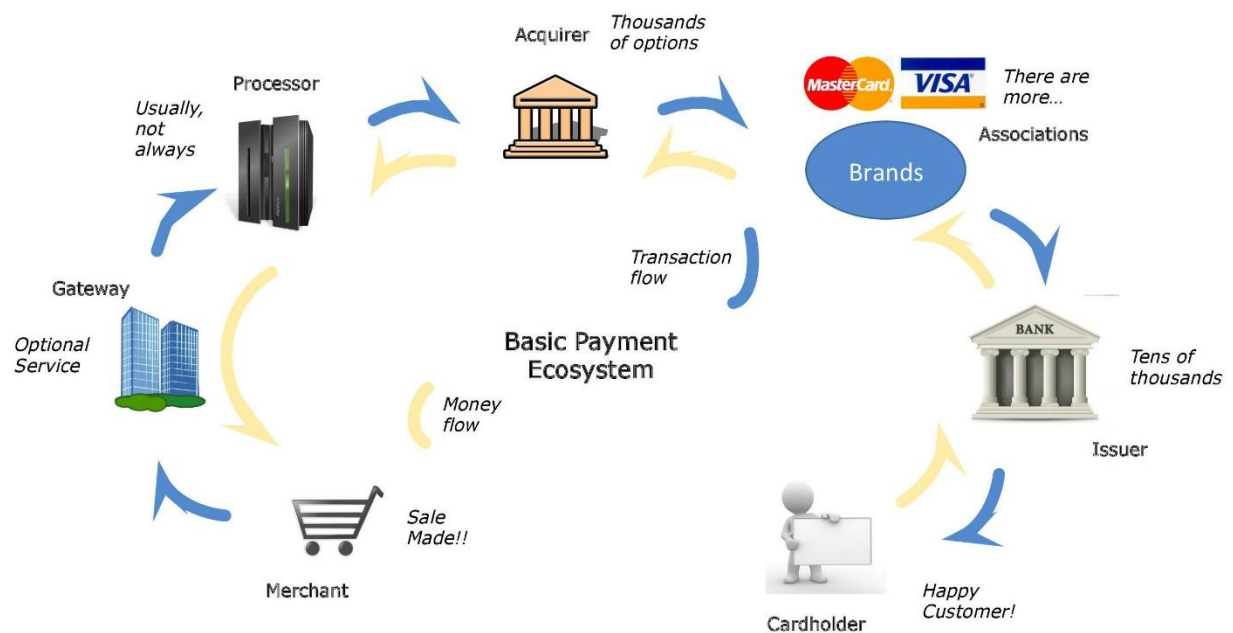 Acquirer
Thousands
of options
Processor
MasterCard
VISA
There are
more...
Usually,
not
always
Associations
Brands
Transaction
flow
Gateway
Optional
Service
Basic Payment
Ecosystem
BANK
Tens of
thousands
Money
flow
Issuer
Sale
Made!!
Merchant
Happy
Customer!
Cardholder